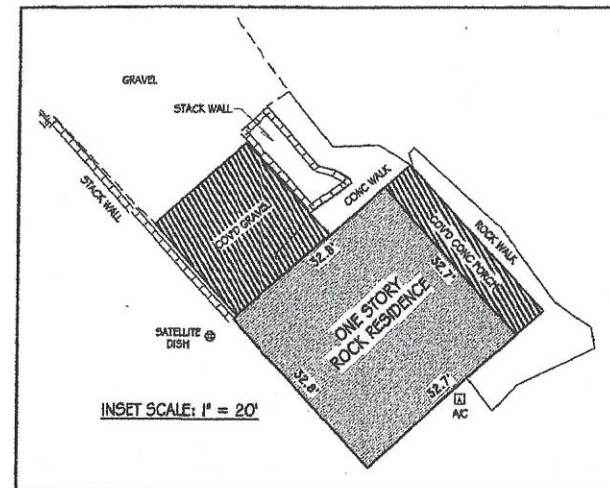 GRAVEL
STACK WALL
STACK WALL
COV'D GRAVEL
CONC WALK
ROCK WALK
COV'D CONC PORCH
32.8'
32.7'
ONE STORY
ROCK RESIDENCE
SATELLITE
DISH
32.8'
32.7'
A
A/C
INSET SCALE: 1" = 20'